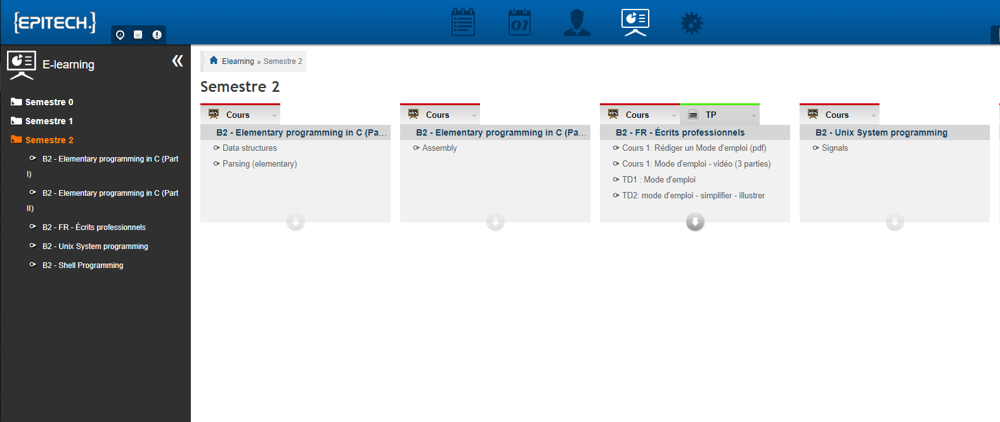 {EPITECH.}
01
E-learning
Semestre 0
Semestre 1
Semestre 2
B2 - Elementary programming in C (Part
I)
B2 - Elementary programming in C (Part
II)
B2 - FR - Écrits professionnels
B2 - Unix System programming
B2 - Shell Programming
Elearning » Semestre 2
Semestre 2
Cours
B2 - Elementary programming in C (Pa...
Data structures
Parsing (elementary)
Cours
B2 - Elementary programming in C (Pa...
Assembly
Cours TP
B2 - FR - Écrits professionnels
Cours 1: Rédiger un Mode d'emploi (pdf)
Cours 1: Mode d'emploi - vidéo (3 parties)
TD1 : Mode d'emploi
TD2: mode d'emploi - simplifier - illustrer
Cours
B2 - Unix System programming
Signals